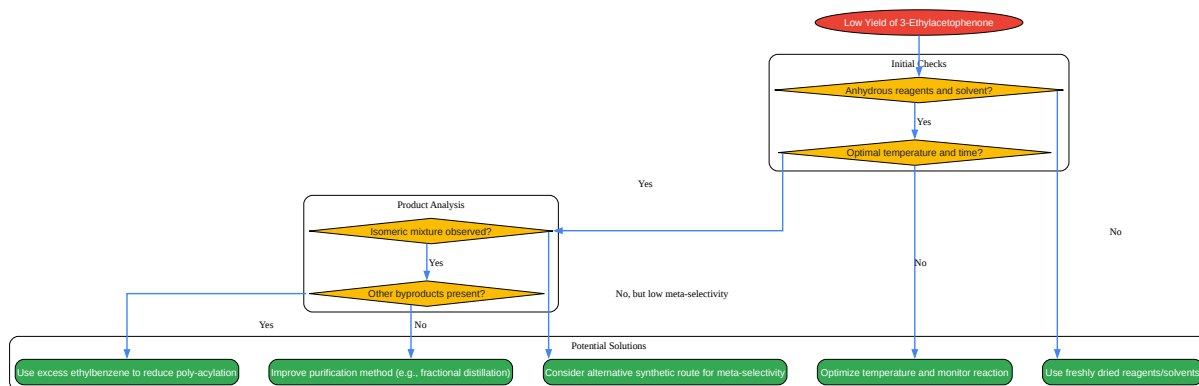 Low Yield of 3-Ethylacetophenone
Initial Checks
Anhydrous reagents and solvent?
Yes
Optimal temperature and time?
Yes
Product Analysis
Isomeric mixture observed?
No
Yes
No
Other byproducts present?
No, but low meta-selectivity
Yes
No
Potential Solutions
Use excess ethylbenzene to reduce poly-acylation
Improve purification method (e.g., fractional distillation)
Consider alternative synthetic route for meta-selectivity
Optimize temperature and monitor reaction
Use freshly dried reagents/solvents